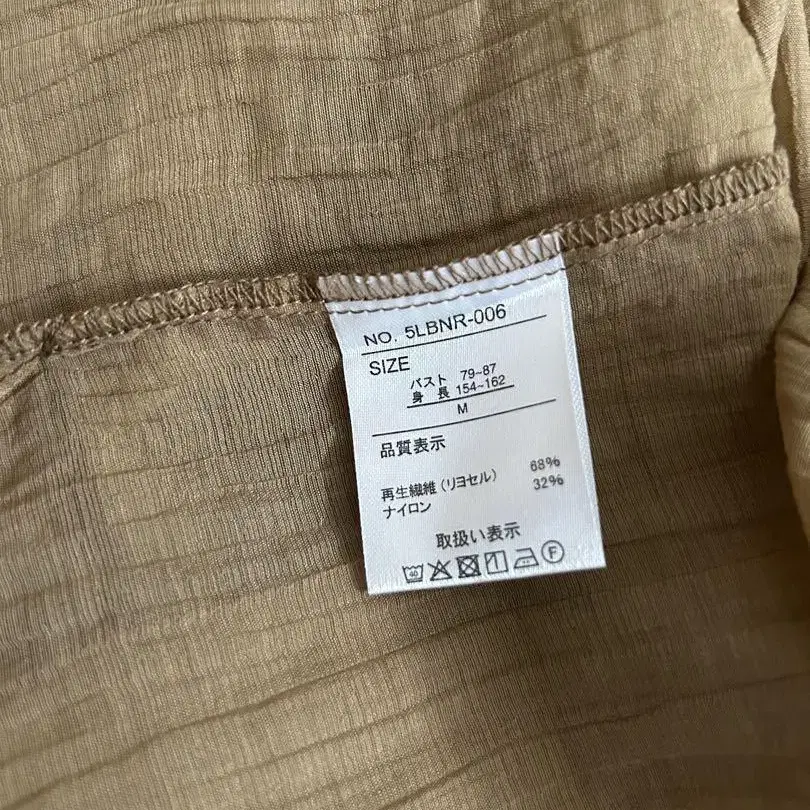 NO. 5LBNR-006
SIZE
バスト 79~87
身 長 154~162
M
品質表示
68%
再生繊維 (リヨセル) 32%
ナイロン
取扱い表示
40 F